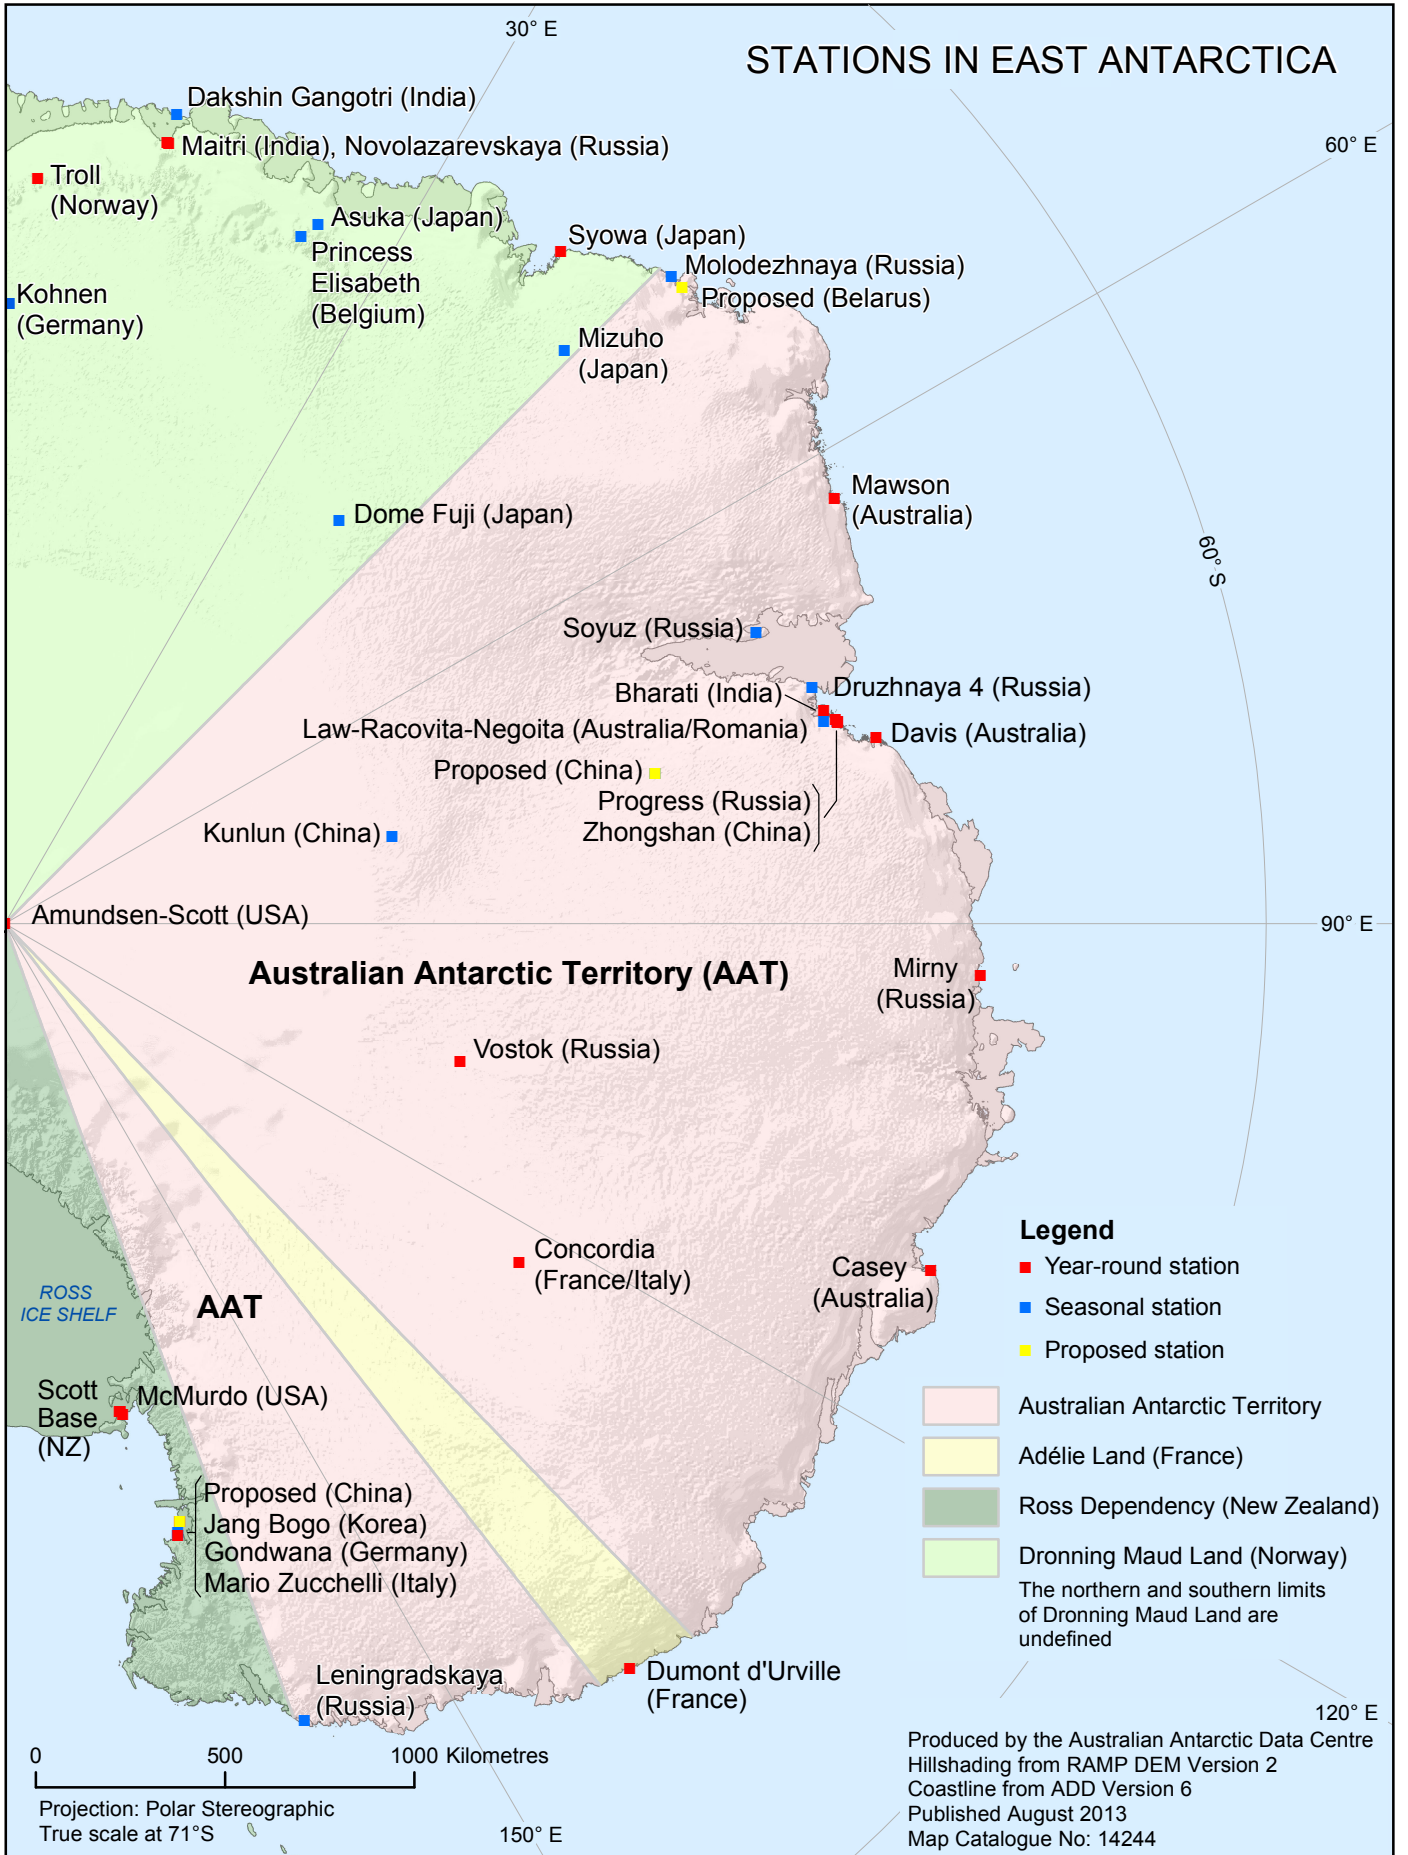 30° E
STATIONS IN EAST ANTARCTICA
Dakshin Gangotri (India)
Maitri (India), Novolazarevskaya (Russia)
60° E
Troll
(Norway)
Asuka (Japan)
Princess
Elisabeth
(Belgium)
Syowa (Japan)
Molodezhnaya (Russia)
Proposed (Belarus)
Kohnen
(Germany)
Mizuho
(Japan)
Mawson
(Australia)
Dome Fuji (Japan)
60° S
Soyuz (Russia)
Bharati (India)
Druzhnaya 4 (Russia)
Law-Racovita-Negoita (Australia/Romania)
Davis (Australia)
Proposed (China)
Progress (Russia)
Zhongshan (China)
Kunlun (China)
Amundsen-Scott (USA)
90° E
Australian Antarctic Territory (AAT)
Mirny
(Russia)
Vostok (Russia)
Concordia
(France/Italy)
Casey
(Australia)
ROSS
ICE SHELF
AAT
Scott
Base
(NZ)
McMurdo (USA)
Proposed (China)
Jang Bogo (Korea)
Gondwana (Germany)
Mario Zucchelli (Italy)
Leningradskaya
(Russia)
Dumont d'Urville
(France)
Legend
Year-round station
Seasonal station
Proposed station
Australian Antarctic Territory
Adélie Land (France)
Ross Dependency (New Zealand)
Dronning Maud Land (Norway)
The northern and southern limits
of Dronning Maud Land are
undefined
120° E
0 500 1000 Kilometres
Projection: Polar Stereographic
True scale at 71°S
150° E
Produced by the Australian Antarctic Data Centre
Hillshading from RAMP DEM Version 2
Coastline from ADD Version 6
Published August 2013
Map Catalogue No: 14244